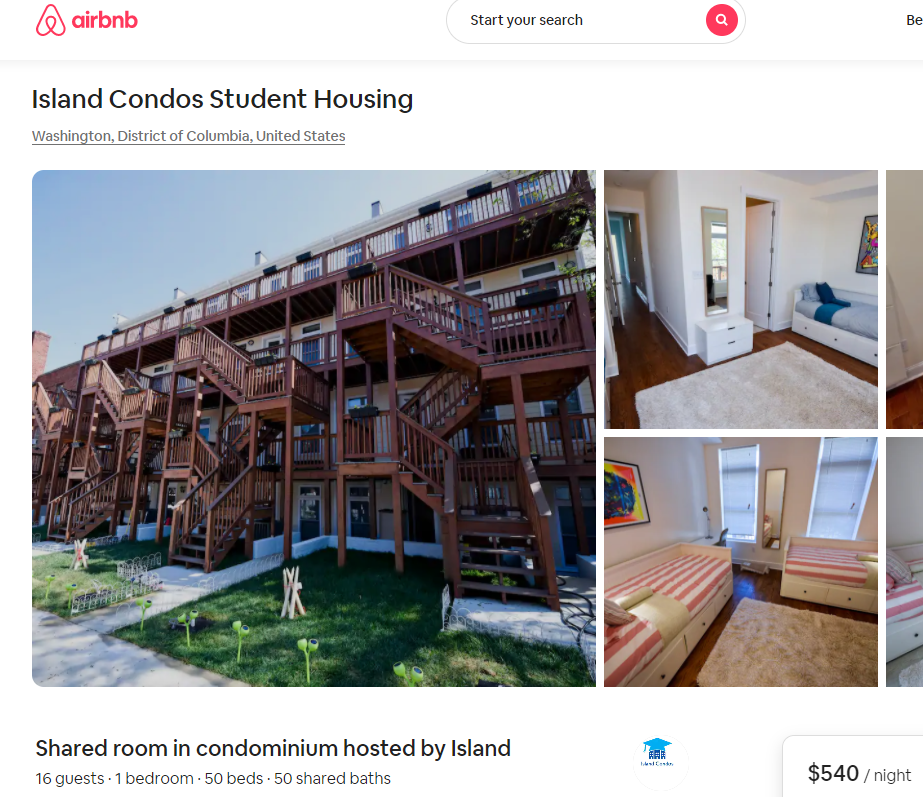 airbnb
Start your search
Be
Island Condos Student Housing
Washington, District of Columbia, United States
Shared room in condominium hosted by Island
16 guests · 1 bedroom · 50 beds · 50 shared baths
Island Condos
$540 / night